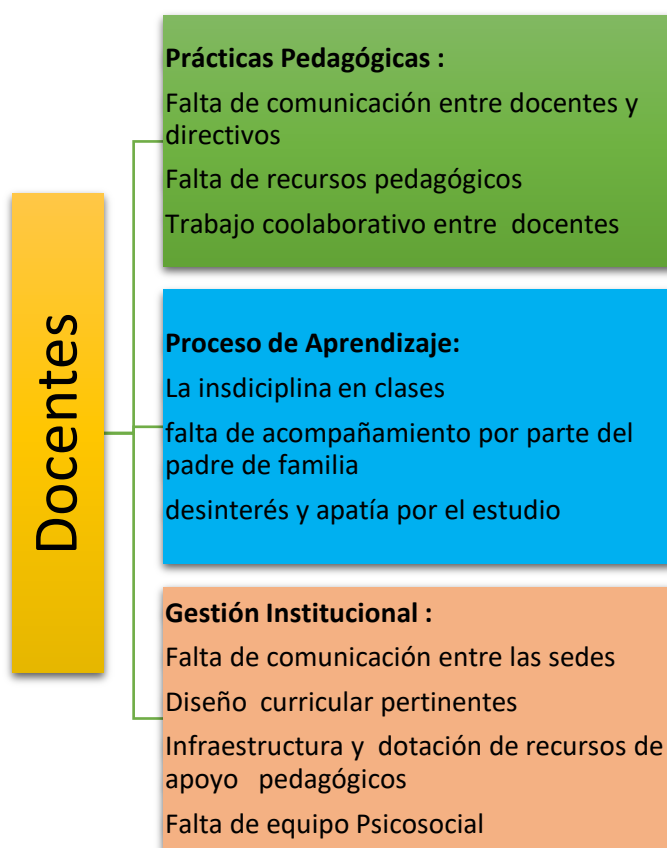 Docentes
Prácticas Pedagógicas :
Falta de comunicación entre docentes y
directivos
Falta de recursos pedagógicos
Trabajo coolaborativo entre  docentes
Proceso de Aprendizaje:
La insdiciplina en clases
falta de acompañamiento por parte del
padre de familia
desinterés y apatía por el estudio
Gestión Institucional :
Falta de comunicación entre las sedes
Diseño  curricular pertinentes
Infraestructura y  dotación de recursos de
apoyo   pedagógicos
Falta de equipo Psicosocial